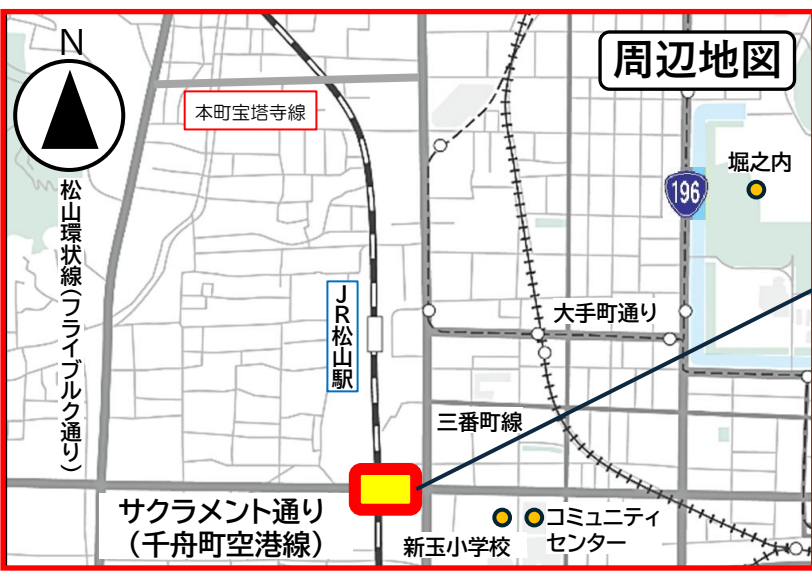 N
周辺地図
本町宝塔寺線
堀之内
196
松山環状線(フライブルク通り)
JR松山駅
大手町通り
三番町線
サクラメント通り
(千舟町空港線)
新玉小学校
コミュニティ
センター